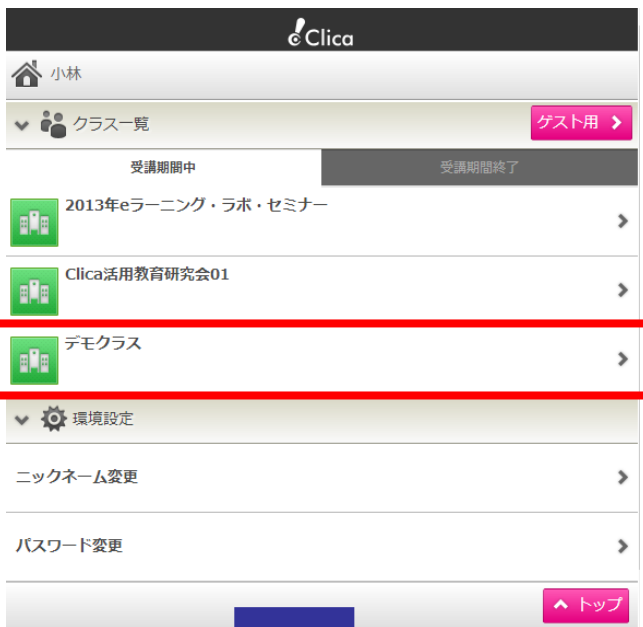 Clica
小林
クラス一覧
ゲスト用
受講期間中
受講期間終了
2013年eラーニング・ラボ・セミナー
Clica活用教育研究会01
デモクラス
環境設定
ニックネーム変更
パスワード変更
トップ